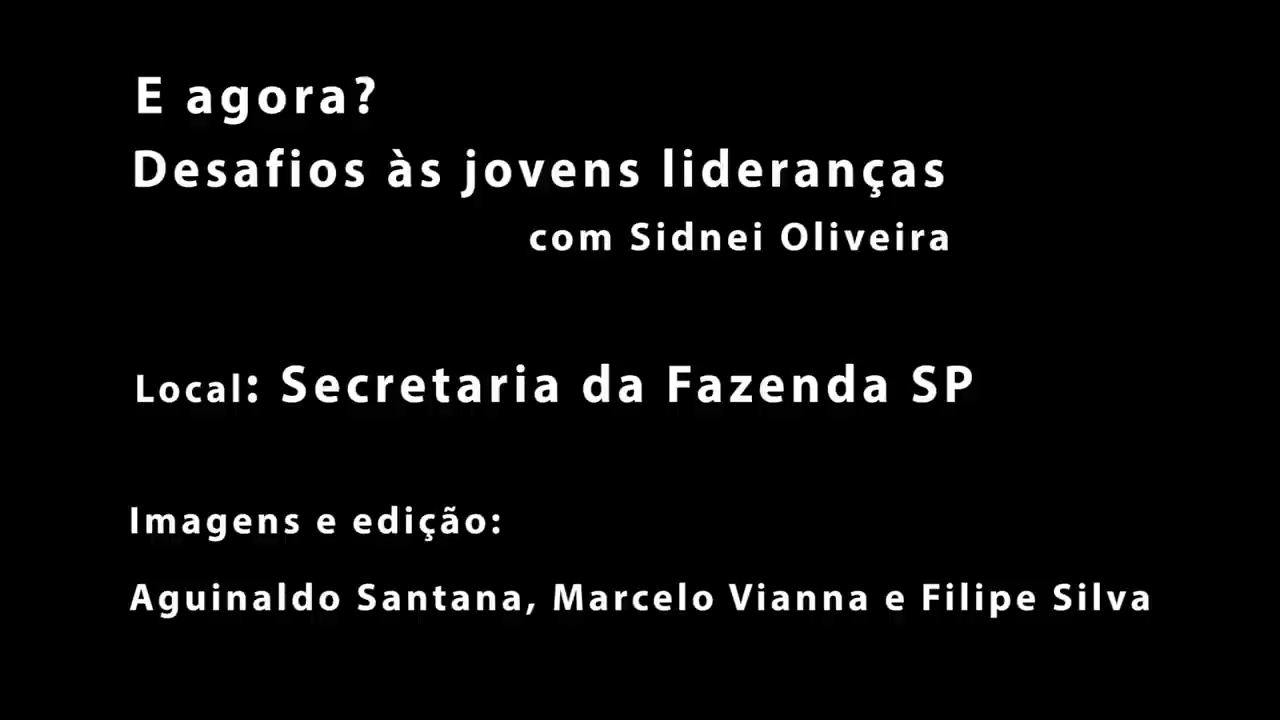 E agora?
Desafios às jovens lideranças
com Sidnei Oliveira
Local: Secretaria da Fazenda SP
Imagens e edição:
Aguinaldo Santana, Marcelo Vianna e Filipe Silva